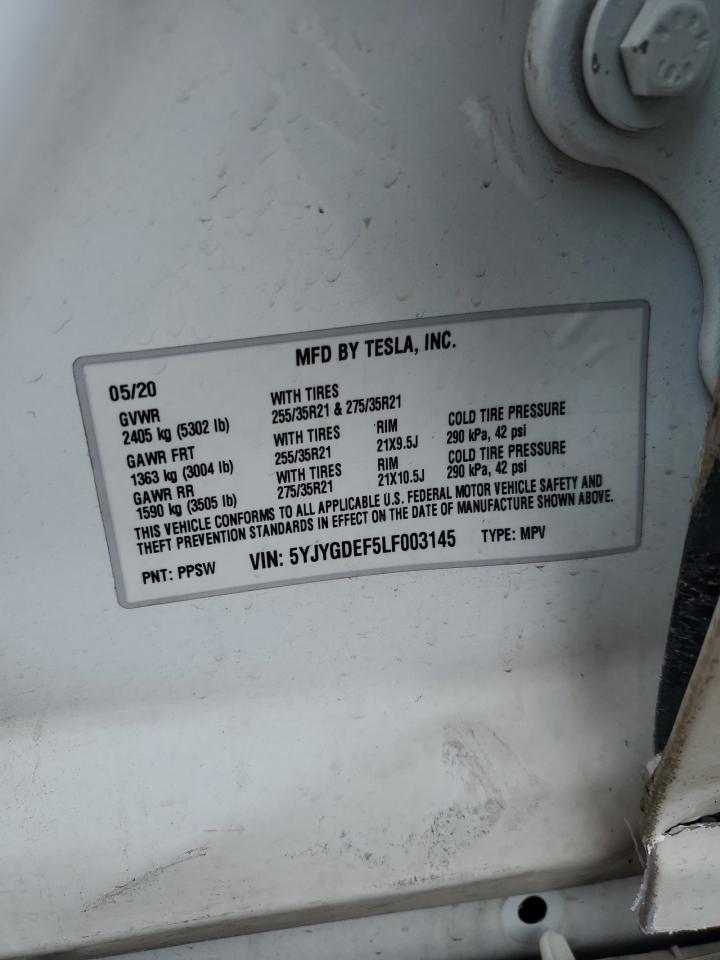 MFD BY TESLA, INC.
05/20
GVWR WITH TIRES
2405 kg (5302 lb) 255/35R21 & 275/35R21
GAWR FRT WITH TIRES RIM COLD TIRE PRESSURE
1363 kg (3004 lb) 255/35R21 21X9.5J 290 kPa, 42 psi
GAWR RR WITH TIRES RIM COLD TIRE PRESSURE
1590 kg (3505 lb) 275/35R21 21X10.5J 290 kPa, 42 psi
THIS VEHICLE CONFORMS TO ALL APPLICABLE U.S. FEDERAL MOTOR VEHICLE SAFETY AND
THEFT PREVENTION STANDARDS IN EFFECT ON THE DATE OF MANUFACTURE SHOWN ABOVE.
PNT: PPSW VIN: 5YJYGDEF5LF003145 TYPE: MPV